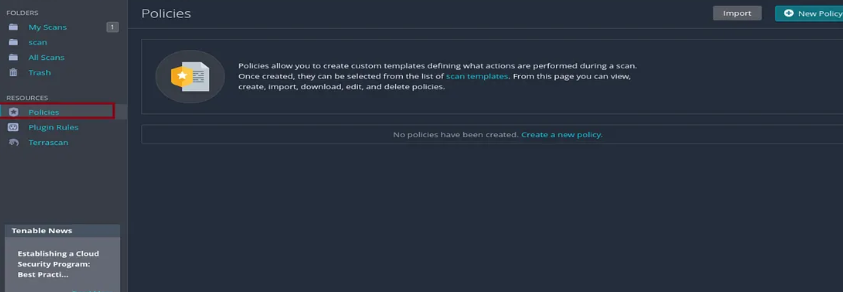 FOLDERS
My Scans 1
scan
All Scans
Trash
RESOURCES
Policies
Plugin Rules
Terrascan
Tenable News
Establishing a Cloud
Security Program:
Best Practi...
Policies
Import
New Policy
Policies allow you to create custom templates defining what actions are performed during a scan.
Once created, they can be selected from the list of scan templates. From this page you can view,
create, import, download, edit, and delete policies.
No policies have been created. Create a new policy.